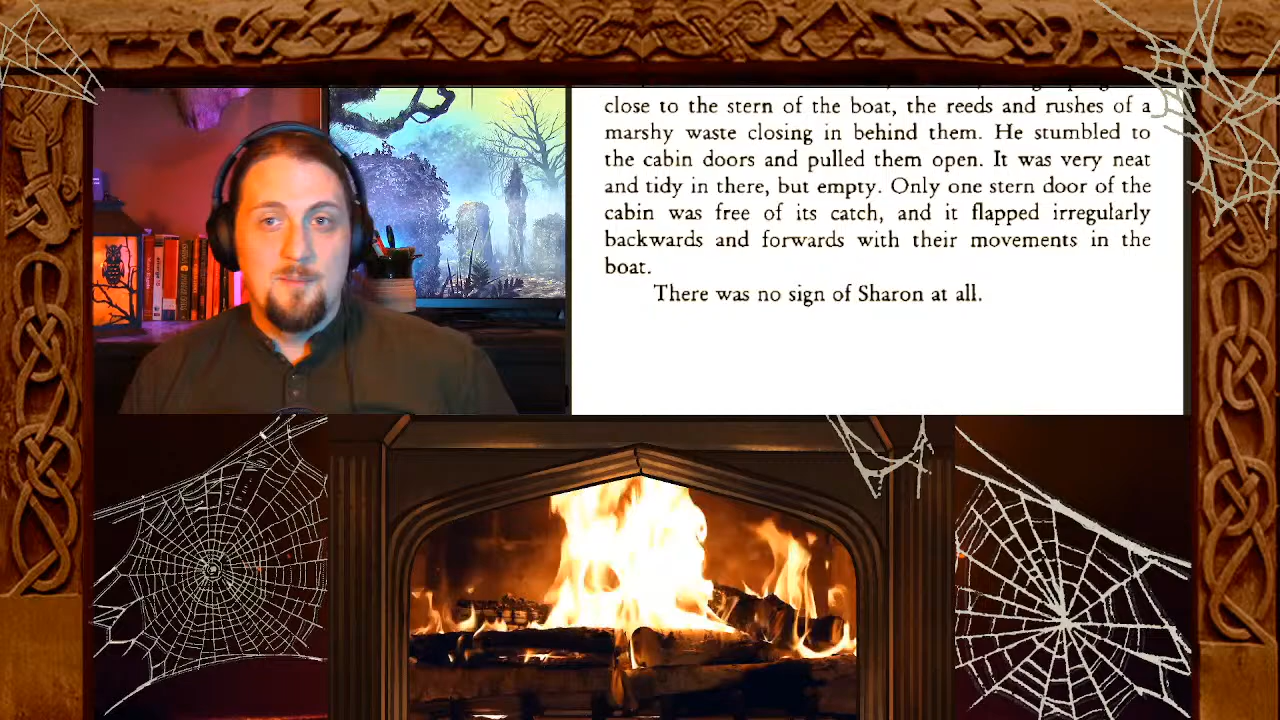 close to the stern of the boat, the reeds and rushes of a
marshy waste closing in behind them. He stumbled to
the cabin doors and pulled them open. It was very neat
and tidy in there, but empty. Only one stern door of the
cabin was free of its catch, and it flapped irregularly
backwards and forwards with their movements in the
boat.
There was no sign of Sharon at all.